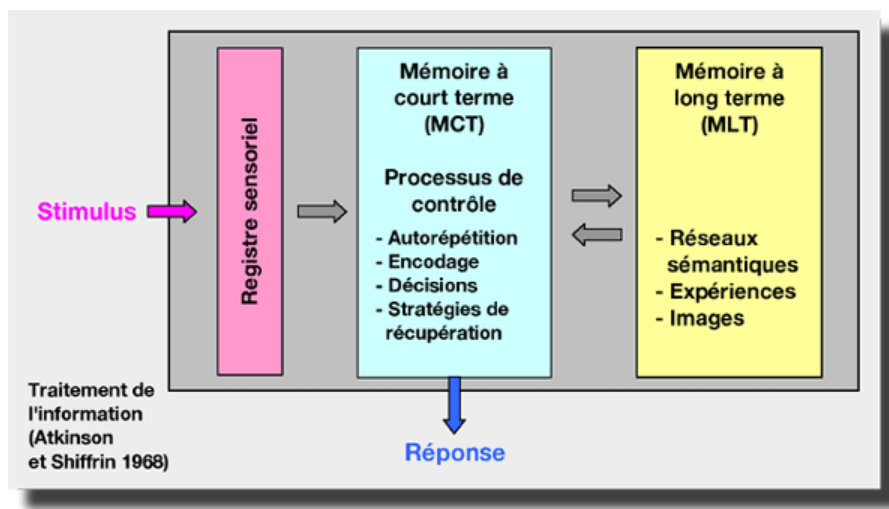 Stimulus
Registre sensoriel
Mémoire à
court terme
(MCT)
Processus de
contrôle
- Autorépétition
- Encodage
- Décisions
- Stratégies de
récupération
Mémoire à
long terme
(MLT)
- Réseaux
sémantiques
- Expériences
- Images
Réponse
Traitement de
l'information
(Atkinson
et Shiffrin 1968)